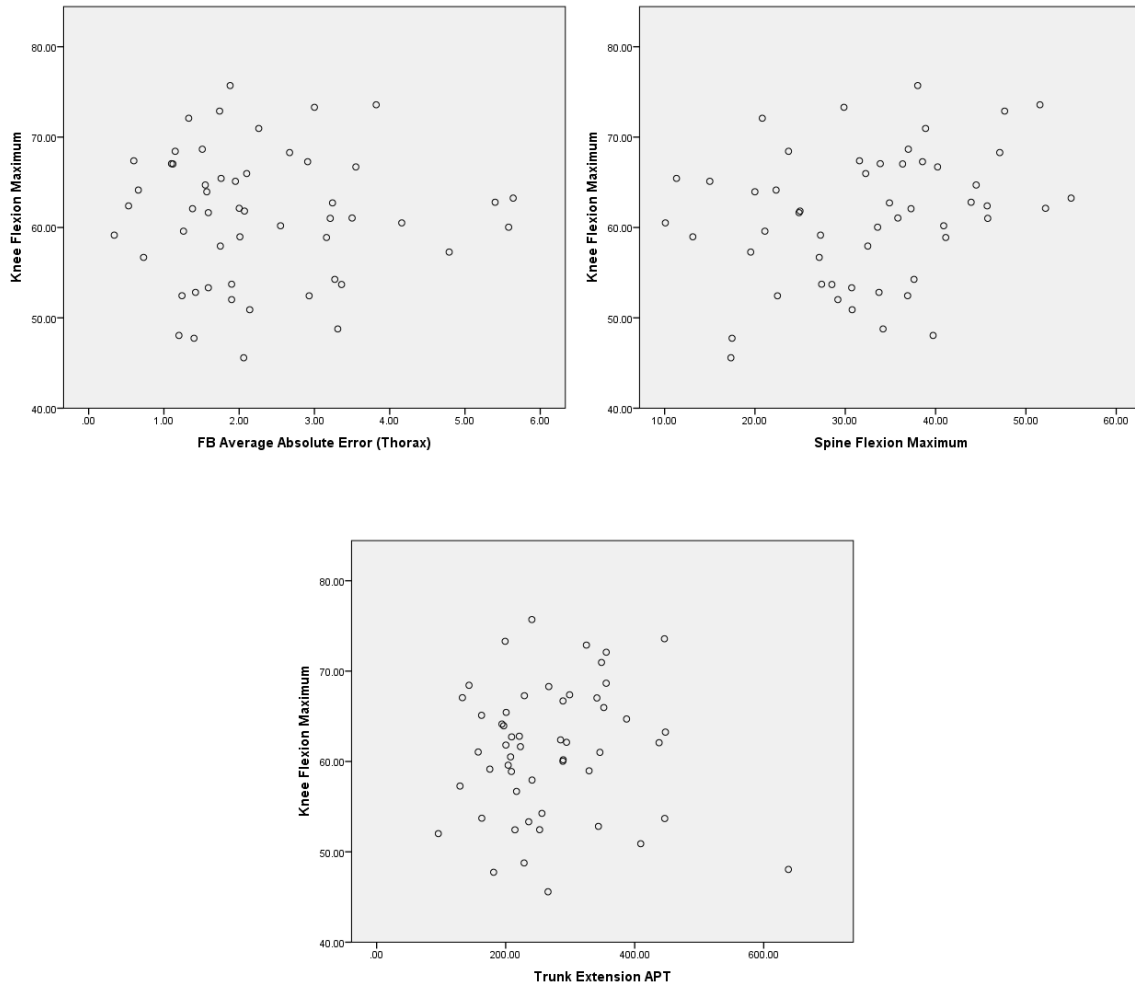 80.00
70.00
60.00
50.00
40.00
Knee Flexion Maximum
.00 1.00 2.00 3.00 4.00 5.00 6.00
FB Average Absolute Error (Thorax)
80.00
70.00
60.00
50.00
40.00
Knee Flexion Maximum
10.00 20.00 30.00 40.00 50.00 60.00
Spine Flexion Maximum
80.00
70.00
60.00
50.00
40.00
Knee Flexion Maximum
.00 200.00 400.00 600.00
Trunk Extension APT